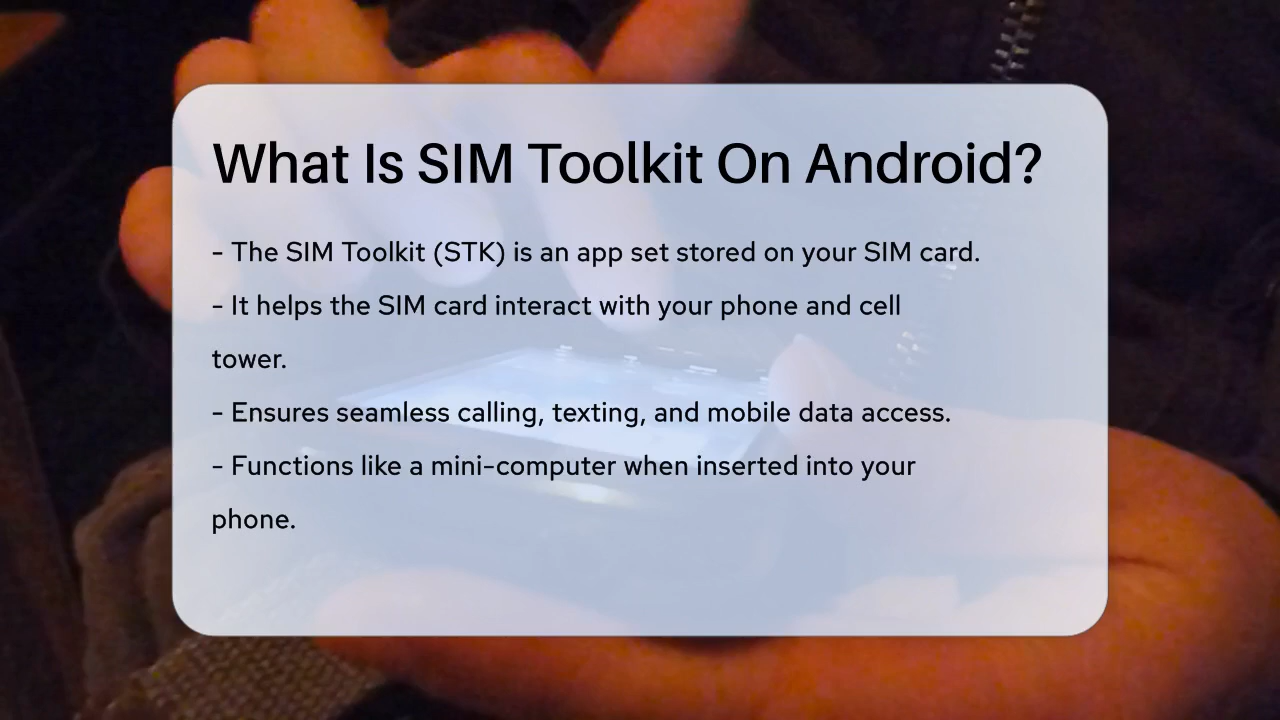 What Is SIM Toolkit On Android?
- The SIM Toolkit (STK) is an app set stored on your SIM card.
- It helps the SIM card interact with your phone and cell
tower.
- Ensures seamless calling, texting, and mobile data access.
- Functions like a mini-computer when inserted into your
phone.